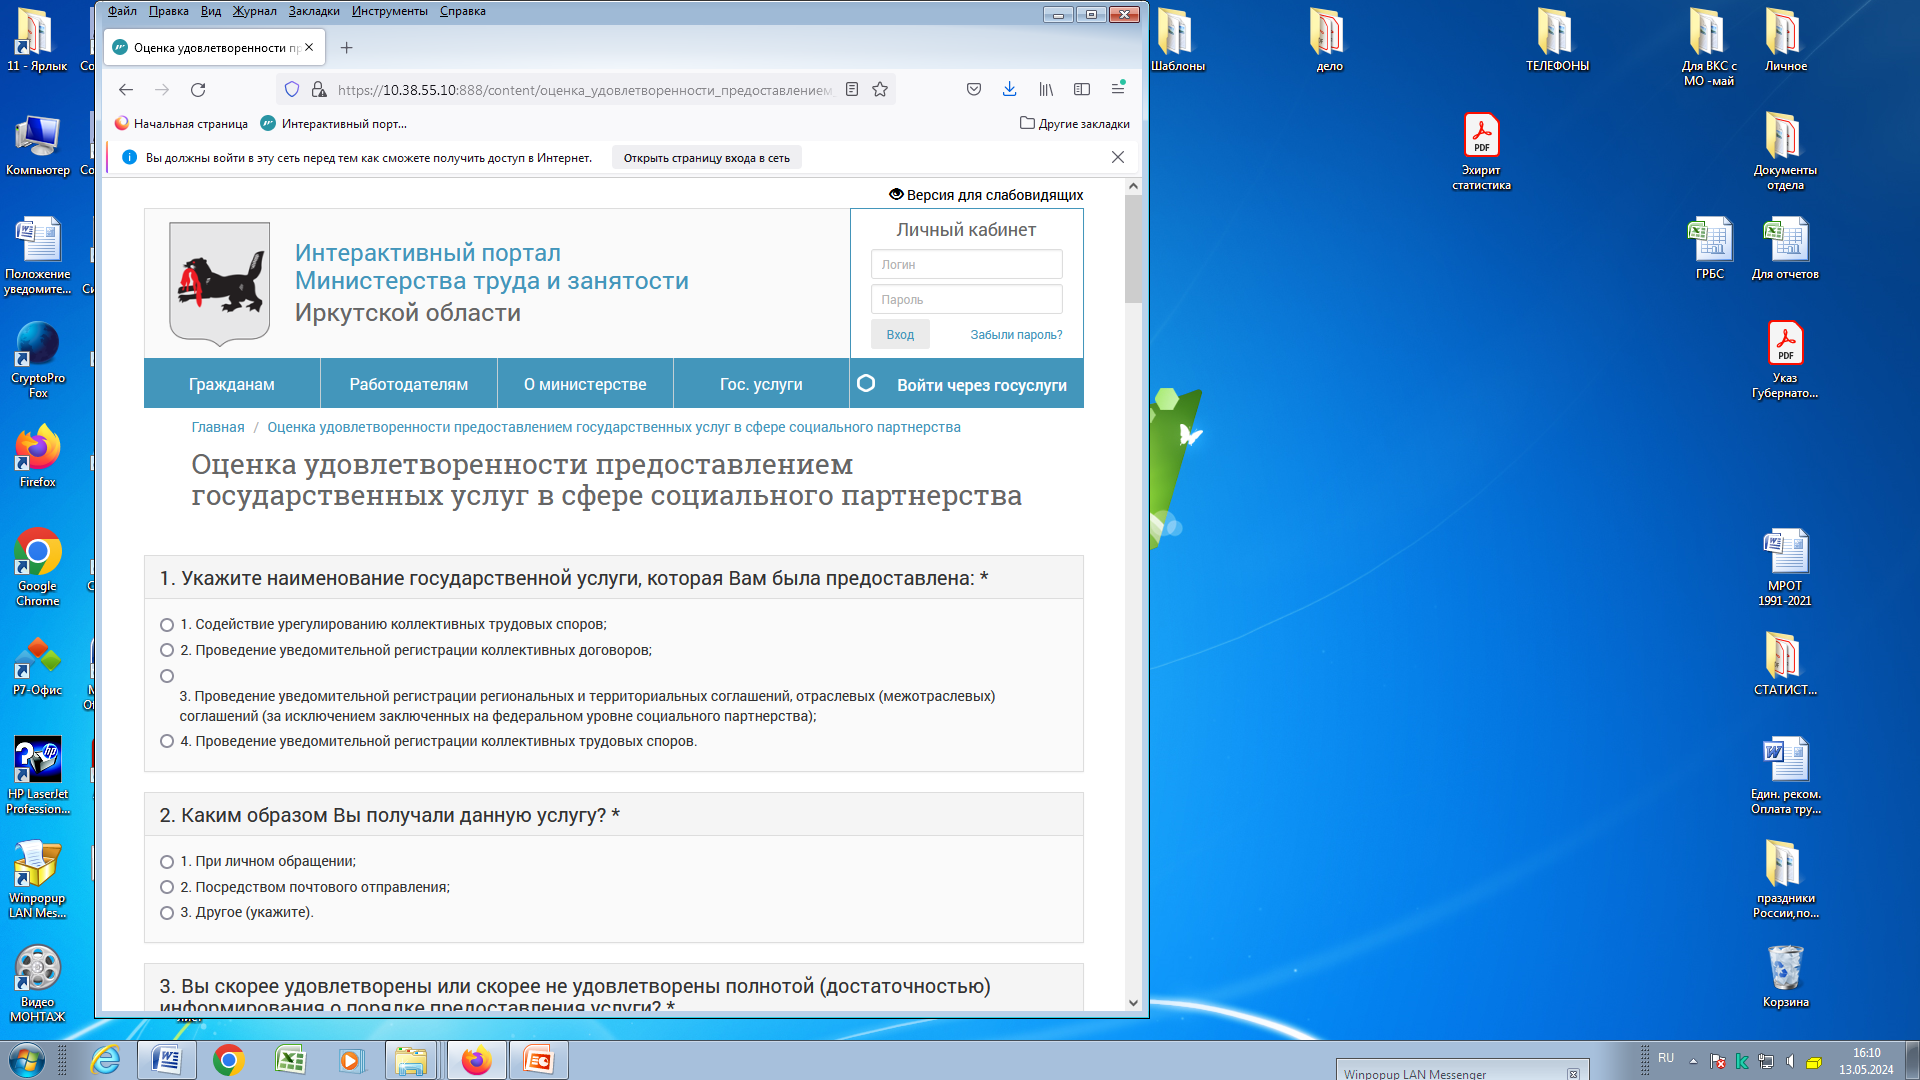 Файл Правка Вид Журнал Закладки Инструменты Справка
Оценка удовлетворенности пр
https://10.38.55.10:888/content/оценка_удовлетворенности_предоставлением_
Начальная страница
Интерактивный порт...
Другие закладки
Вы должны войти в эту сеть перед тем как сможете получить доступ в Интернет.
Открыть страницу входа в сеть
Версия для слабовидящих
Интерактивный портал
Министерства труда и занятости
Иркутской области
Личный кабинет
Логин
Пароль
Вход
Забыли пароль?
Гражданам
Работодателям
О министерстве
Гос. услуги
Войти через госуслуги
Главная / Оценка удовлетворенности предоставлением государственных услуг в сфере социального партнерства
Оценка удовлетворенности предоставлением
государственных услуг в сфере социального партнерства
1. Укажите наименование государственной услуги, которая Вам была предоставлена: *
1. Содействие урегулированию коллективных трудовых споров;
2. Проведение уведомительной регистрации коллективных договоров;
3. Проведение уведомительной регистрации региональных и территориальных соглашений, отраслевых (межотраслевых)
соглашений (за исключением заключенных на федеральном уровне социального партнерства);
4. Проведение уведомительной регистрации коллективных трудовых споров.
2. Каким образом Вы получали данную услугу? *
1. При личном обращении;
2. Посредством почтового отправления;
3. Другое (укажите).
3. Вы скорее удовлетворены или скорее не удовлетворены полнотой (достаточностью)
информирования о порядке предоставления услуги? *
11 - Ярлык
Компьютер
Положение
уведомите...
CryptoPro
Fox
Firefox
Google
Chrome
Р7-Офис
HP LaserJet
Profession...
Winpopup
LAN Mes...
Видео
МОНТАЖ
Шаблоны
дело
ТЕЛЕФОНЫ
Для ВКС с
МО -май
Личное
PDF
Эхирит
статистика
Документы
отдела
ГРБС
Для отчетов
PDF
Указ
Губернато...
МРОТ
1991-2021
СТАТИСТ...
Един. реком.
Оплата тру...
праздники
России,по...
Корзина
Winpopup LAN Messenger
RU
16:10
13.05.2024